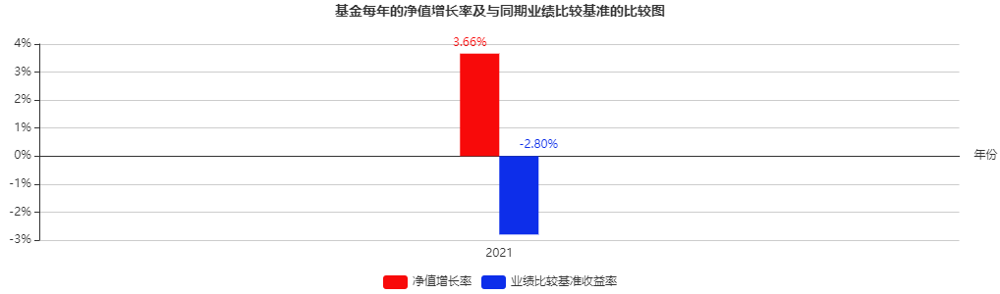 基金每年的净值增长率及与同期业绩比较基准的比较图
4%
3%
2%
1%
0%
-1%
-2%
-3%
3.66%
-2.80%
年份
2021
净值增长率
业绩比较基准收益率